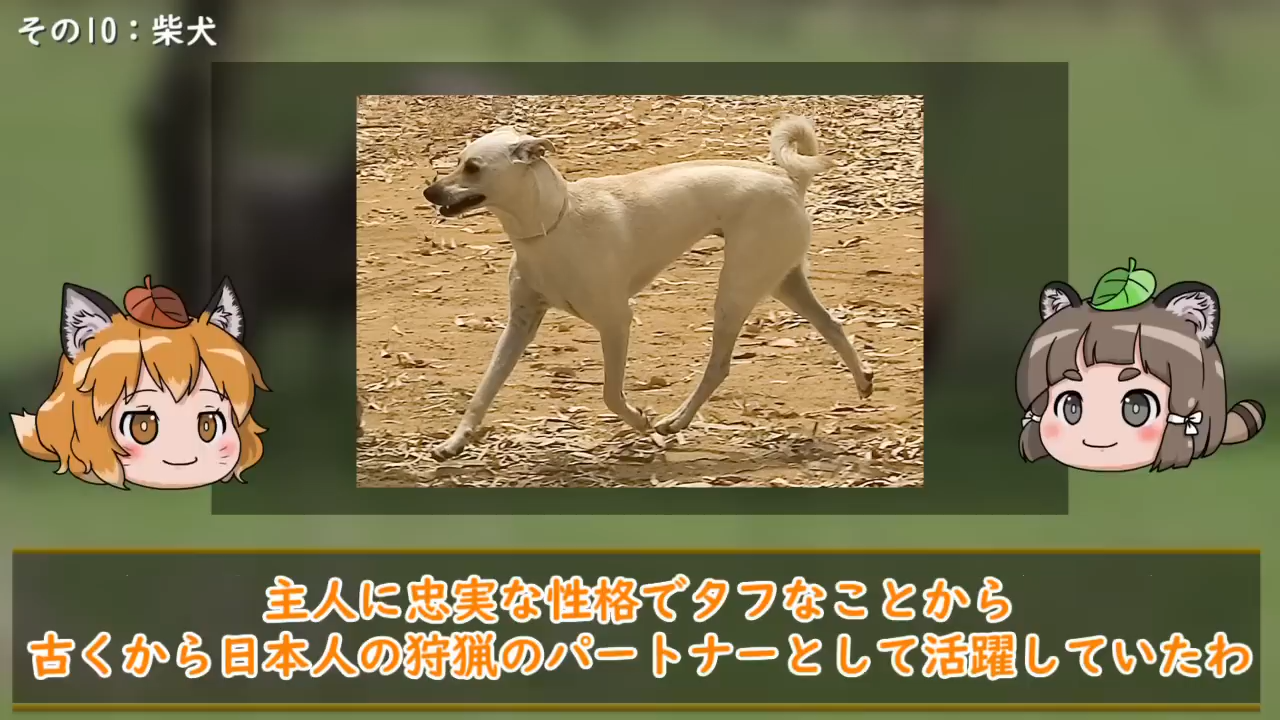 その10：柴犬
主人に忠実な性格でタフなことから
古くから日本人の狩猟のパートナーとして活躍していたわ